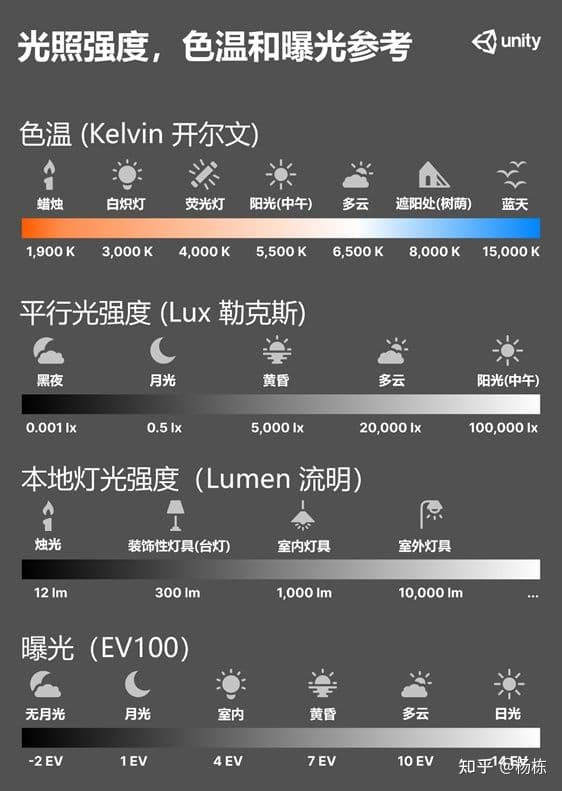 光照强度，色温和曝光参考
unity
色温 (Kelvin 开尔文)
蜡烛 白炽灯 荧光灯 阳光(中午) 多云 遮阳处(树荫) 蓝天
1,900 K 3,000 K 4,000 K 5,500 K 6,500 K 8,000 K 15,000 K
平行光强度 (Lux 勒克斯)
黑夜 月光 黄昏 多云 阳光(中午)
0.001 lx 0.5 lx 5,000 lx 20,000 lx 100,000 lx
本地灯光强度（Lumen 流明）
烛光 装饰性灯具(台灯) 室内灯具 室外灯具
12 lm 300 lm 1,000 lm 10,000 lm ...
曝光（EV100）
无月光 月光 室内 黄昏 多云 日光
-2 EV 1 EV 4 EV 7 EV 10 EV 14 EV
知乎 @杨栋